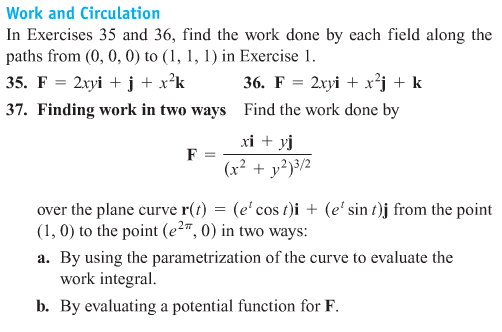 Work and Circulation
In Exercises 35 and 36, find the work done by each field along the
paths from (0, 0, 0) to (1, 1, 1) in Exercise 1.
35. F = 2xyi + j + x²k 36. F = 2xyi + x²j + k
37. Finding work in two ways Find the work done by
F = (xi + yj) / (x² + y²)^{3/2}
over the plane curve r(t) = (eᵗ cos t)i + (eᵗ sin t)j from the point
(1, 0) to the point (e^{2π}, 0) in two ways:
a. By using the parametrization of the curve to evaluate the
work integral.
b. By evaluating a potential function for F.